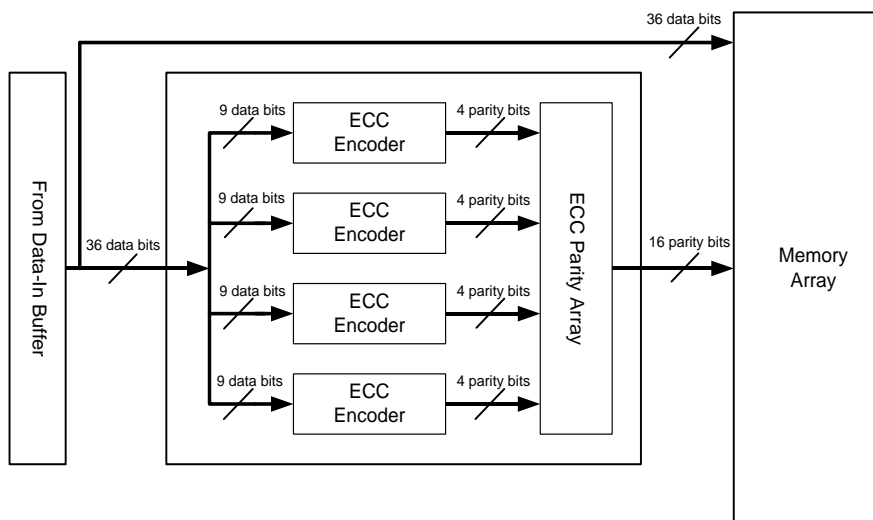 36 data bits
From Data-In Buffer
36 data bits
9 data bits
ECC
Encoder
4 parity bits
9 data bits
ECC
Encoder
4 parity bits
9 data bits
ECC
Encoder
4 parity bits
9 data bits
ECC
Encoder
4 parity bits
ECC Parity Array
16 parity bits
Memory
Array